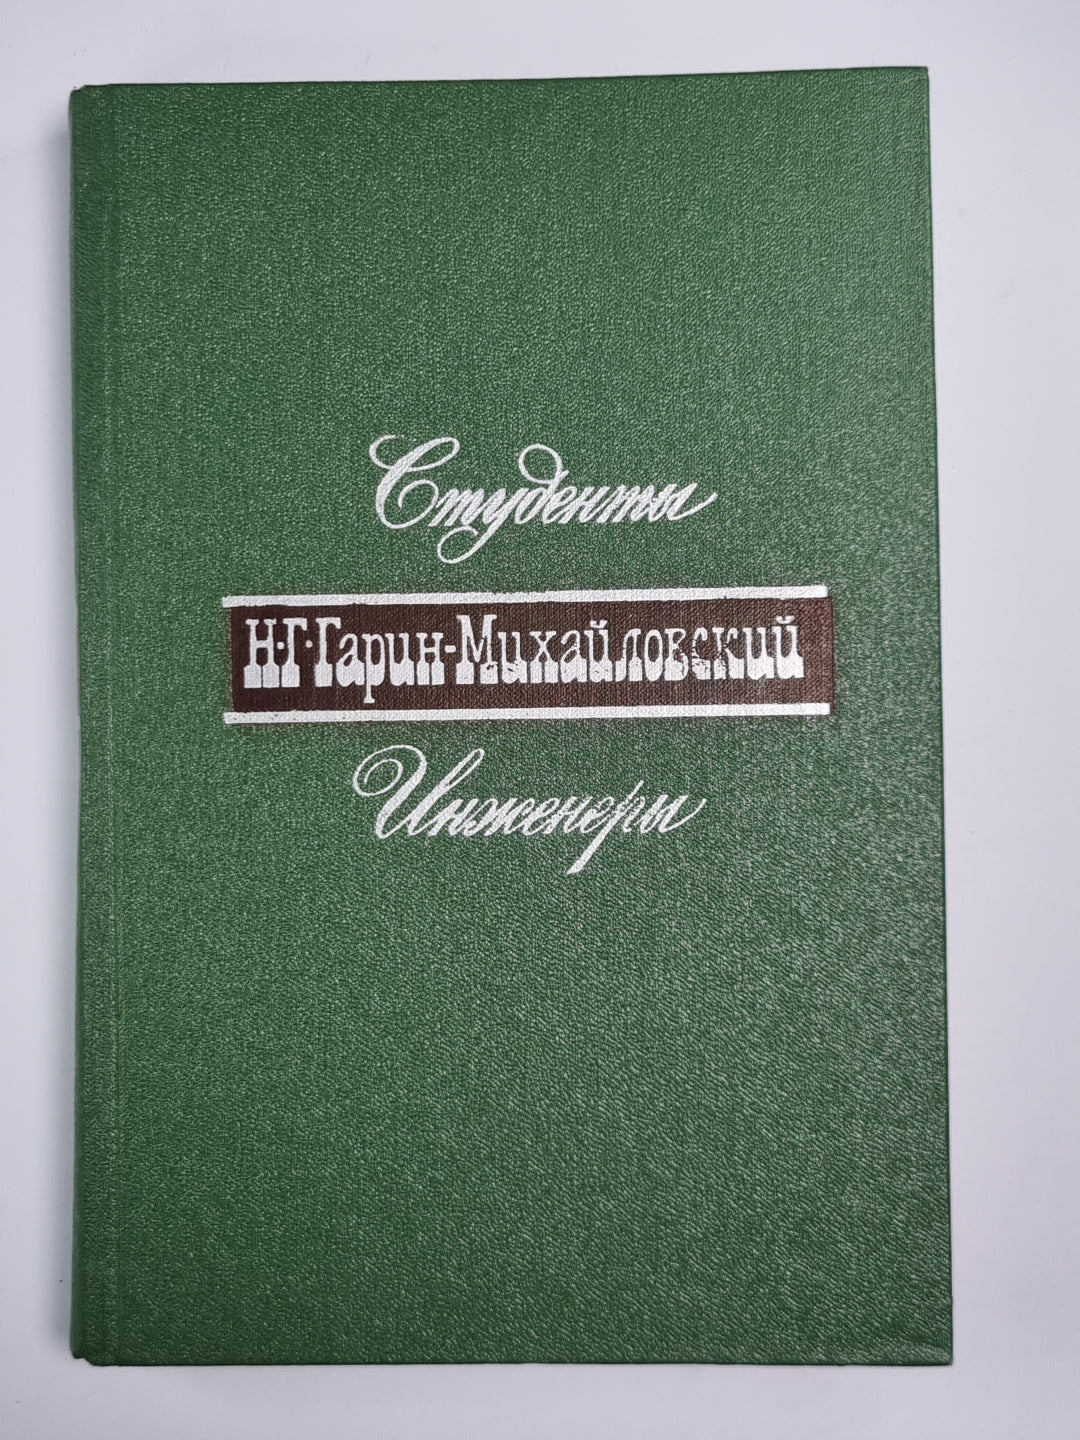 Студенты
Н·Г·Гарин-Михайловский
Инженеры